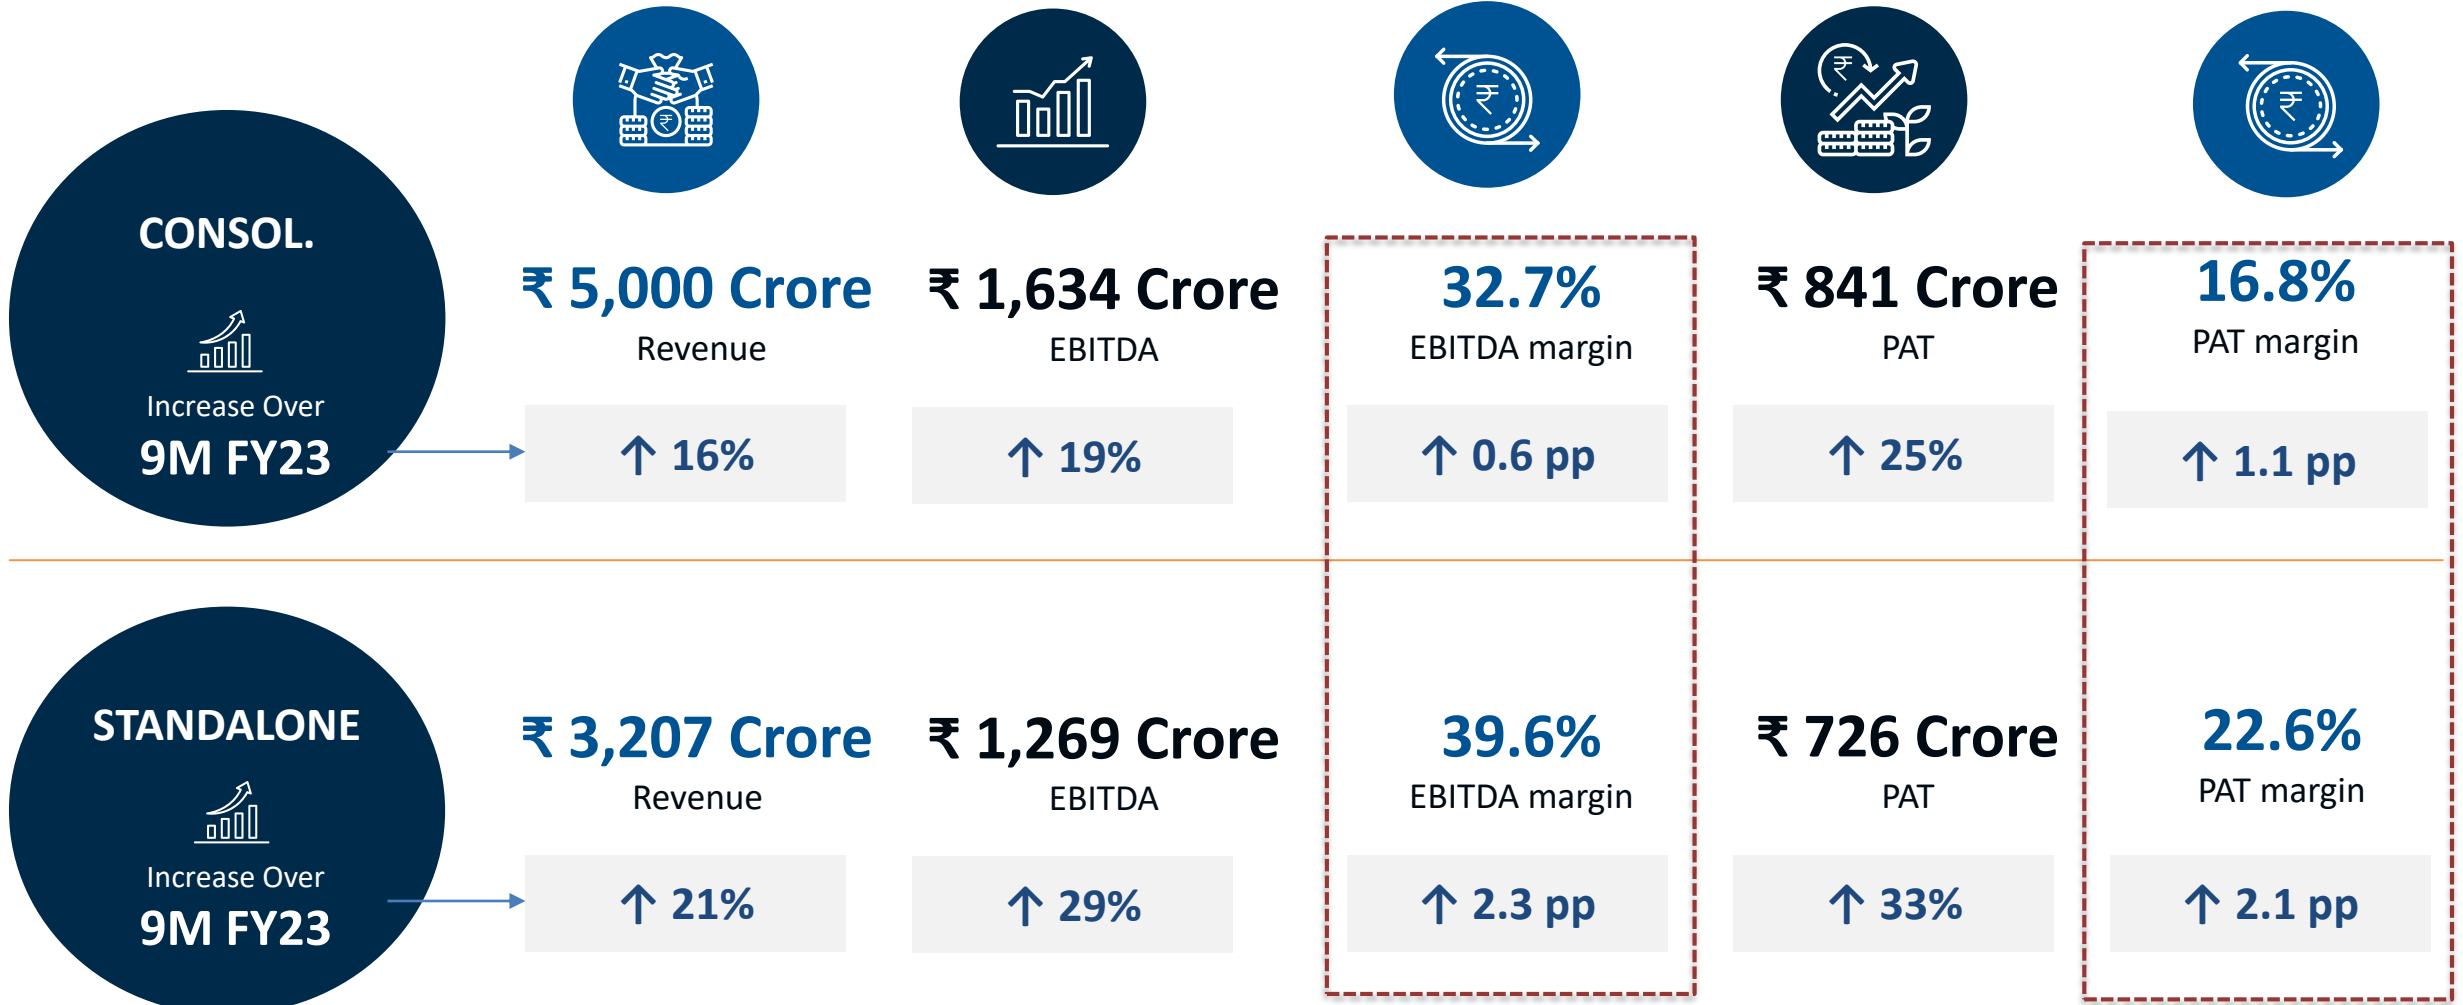 CONSOL.
Increase Over
9M FY23
₹ 5,000 Crore
Revenue
↑ 16%
₹ 1,634 Crore
EBITDA
↑ 19%
32.7%
EBITDA margin
↑ 0.6 pp
₹ 841 Crore
PAT
↑ 25%
16.8%
PAT margin
↑ 1.1 pp
STANDALONE
Increase Over
9M FY23
₹ 3,207 Crore
Revenue
↑ 21%
₹ 1,269 Crore
EBITDA
↑ 29%
39.6%
EBITDA margin
↑ 2.3 pp
₹ 726 Crore
PAT
↑ 33%
22.6%
PAT margin
↑ 2.1 pp